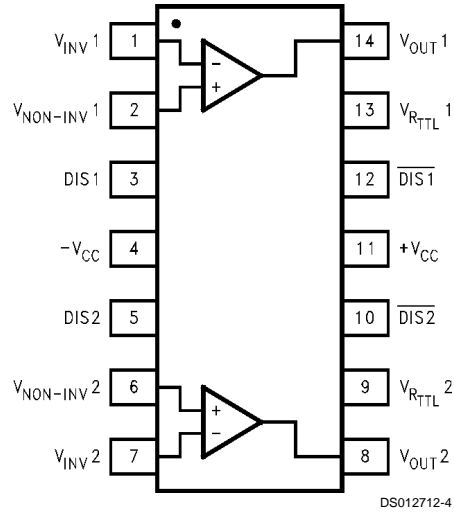 V_INV 1 1 − 14 V_OUT 1
+
V_NON−INV 1 2 13 V_R_TTL 1
DIS1 3 12 D̅I̅S̅1̅
−V_CC 4 11 +V_CC
DIS2 5 10 D̅I̅S̅2̅
V_NON−INV 2 6 + 9 V_R_TTL 2
−
V_INV 2 7 8 V_OUT 2
DS012712-4